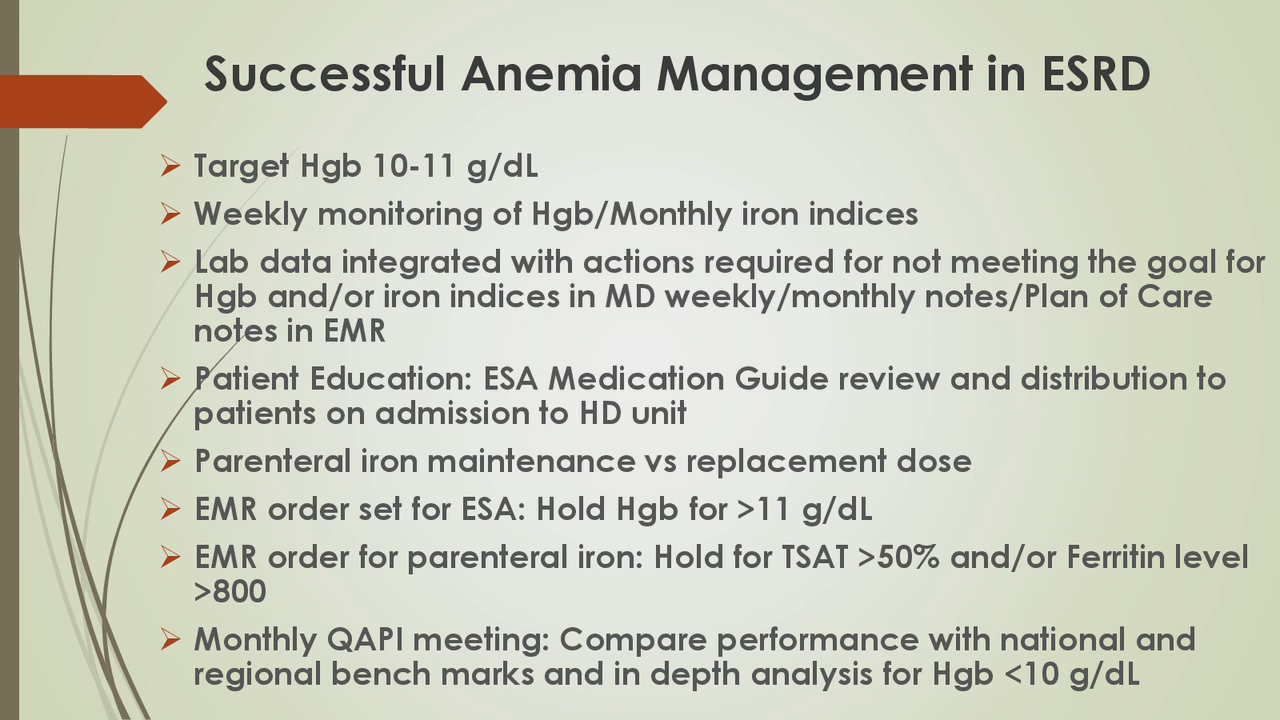 Successful Anemia Management in ESRD
➢ Target Hgb 10-11 g/dL
➢ Weekly monitoring of Hgb/Monthly iron indices
➢ Lab data integrated with actions required for not meeting the goal for
Hgb and/or iron indices in MD weekly/monthly notes/Plan of Care
notes in EMR
➢ Patient Education: ESA Medication Guide review and distribution to
patients on admission to HD unit
➢ Parenteral iron maintenance vs replacement dose
➢ EMR order set for ESA: Hold Hgb for >11 g/dL
➢ EMR order for parenteral iron: Hold for TSAT >50% and/or Ferritin level
>800
➢ Monthly QAPI meeting: Compare performance with national and
regional bench marks and in depth analysis for Hgb <10 g/dL